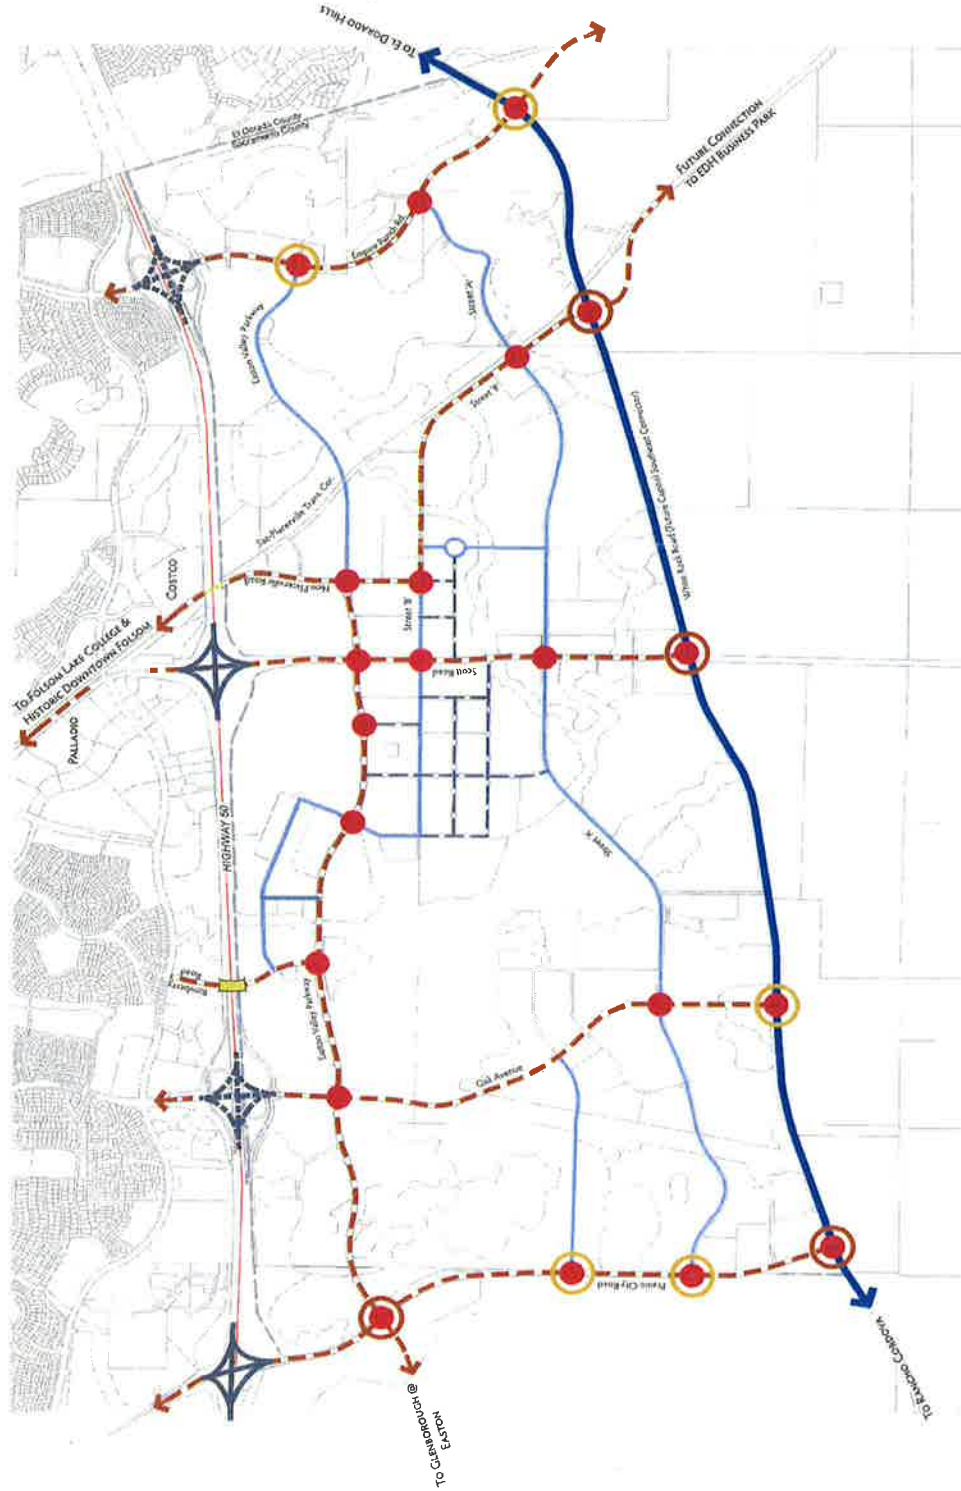 TO EL DORADO HILLS
El Dorado County
Sacramento County
FUTURE CONNECTION
TO EDH BUSINESS PARK
Empire Ranch Rd.
Easton Valley Parkway
Street 'A'
Street 'B'
Sac-Placerville Trans. Cor.
White Rock Road (Future Capital Southeast Connector)
COSTCO
New Placerville Road
TO FOLSOM LAKE COLLEGE &
HISTORIC DOWNTOWN FOLSOM
Street 'B'
Scott Road
PALLADIO
HIGHWAY 50
Street 'A'
Rowberry
Road
Easton Valley Parkway
Oak Avenue
Prairie City Road
TO RANCHO CORDOVA
TO GLENBOROUGH @
EASTON